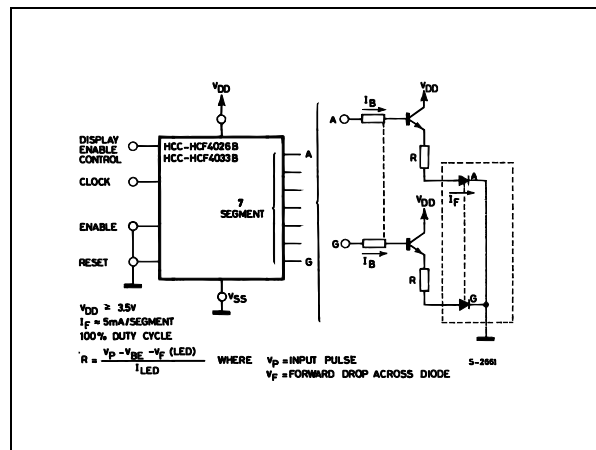 VDD
DISPLAY
ENABLE
CONTROL
CLOCK
ENABLE
RESET
HCC-HCF4026B
HCC-HCF4033B
7
SEGMENT
A
G
VSS
VDD
IB
A
R
A
IF
VDD
G
IB
R
G
VDD ≥ 3.5V
IF ≈ 5mA/SEGMENT
100% DUTY CYCLE
R = VP - VBE - VF (LED) / ILED WHERE VP = INPUT PULSE
VF = FORWARD DROP ACROSS DIODE
S-2661